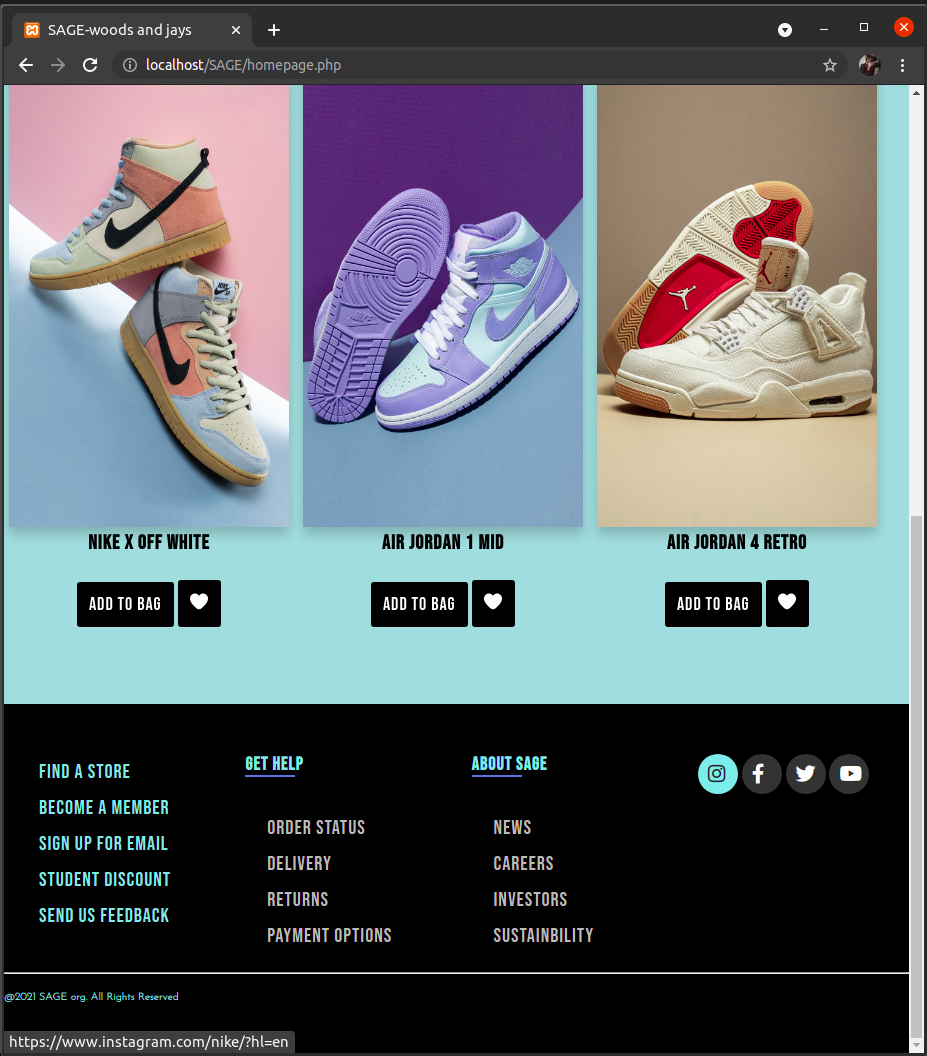 SAGE-woods and jays
localhost/SAGE/homepage.php
NIKE
NIKE
NIKE X OFF WHITE
AIR JORDAN 1 MID
AIR JORDAN 4 RETRO
ADD TO BAG
ADD TO BAG
ADD TO BAG
FIND A STORE
BECOME A MEMBER
SIGN UP FOR EMAIL
STUDENT DISCOUNT
SEND US FEEDBACK
GET HELP
ORDER STATUS
DELIVERY
RETURNS
PAYMENT OPTIONS
ABOUT SAGE
NEWS
CAREERS
INVESTORS
SUSTAINBILITY
@2021 SAGE org. All Rights Reserved
https://www.instagram.com/nike/?hl=en